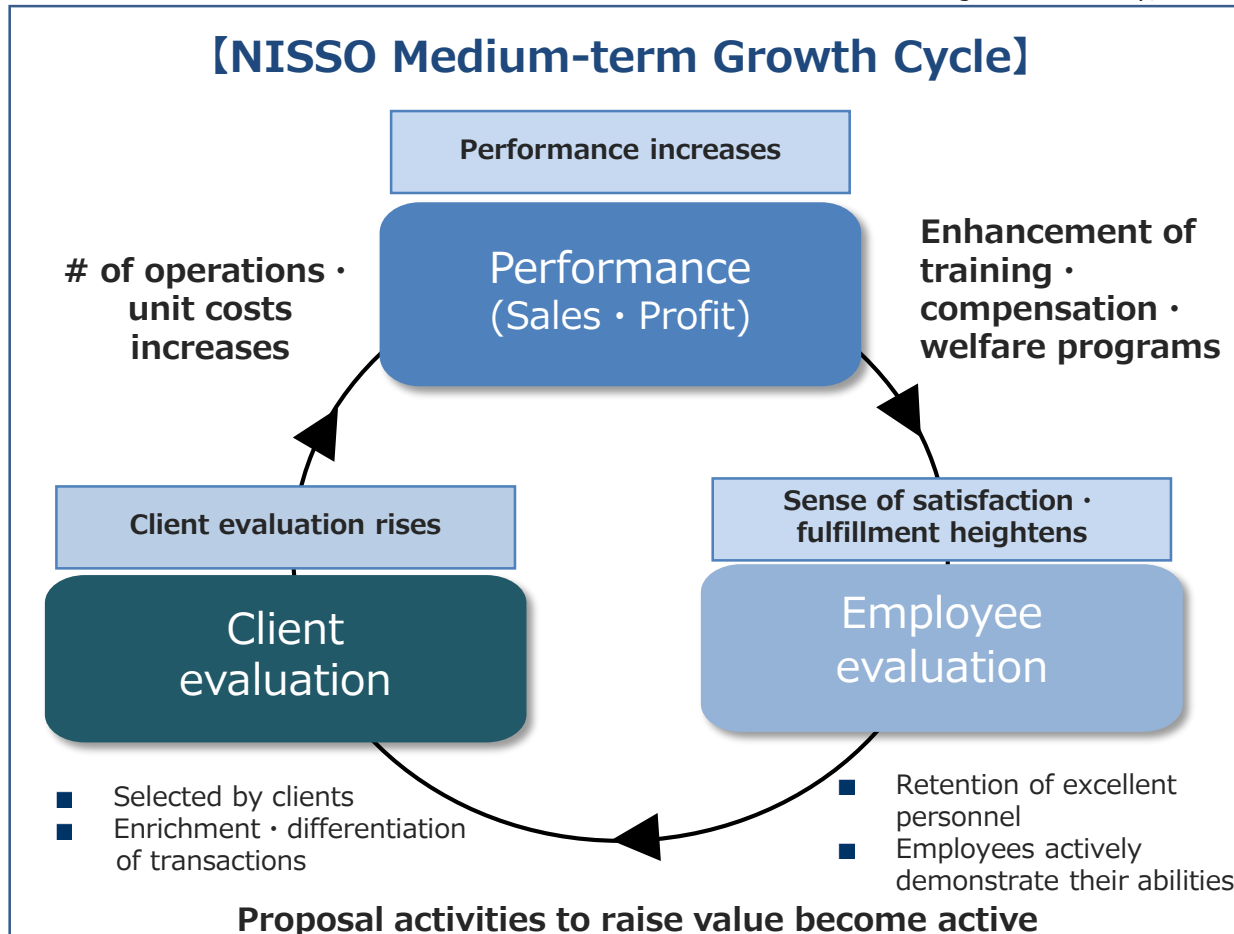 【NISSO Medium-term Growth Cycle】
Performance increases
Performance
(Sales・Profit)
# of operations・
unit costs
increases
Enhancement of
training・
compensation・
welfare programs
Client evaluation rises
Client
evaluation
Sense of satisfaction・
fulfillment heightens
Employee
evaluation
■ Selected by clients
■ Enrichment・differentiation
of transactions
■ Retention of excellent
personnel
■ Employees actively
demonstrate their abilities
Proposal activities to raise value become active